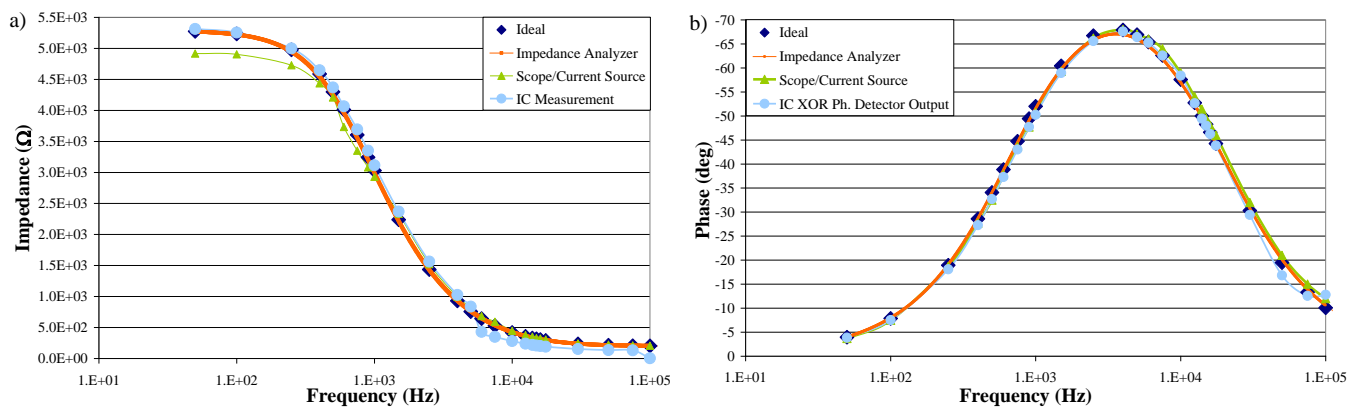 a)
5.5E+03
5.0E+03
4.5E+03
4.0E+03
3.5E+03
3.0E+03
2.5E+03
2.0E+03
1.5E+03
1.0E+03
5.0E+02
0.0E+00
Impedance (Ω)
1.E+01
1.E+02
1.E+03
1.E+04
1.E+05
Frequency (Hz)
Ideal
Impedance Analyzer
Scope/Current Source
IC Measurement
b)
-70
-65
-60
-55
-50
-45
-40
-35
-30
-25
-20
-15
-10
-5
0
Phase (deg)
1.E+01
1.E+02
1.E+03
1.E+04
1.E+05
Frequency (Hz)
Ideal
Impedance Analyzer
Scope/Current Source
IC XOR Ph. Detector Output